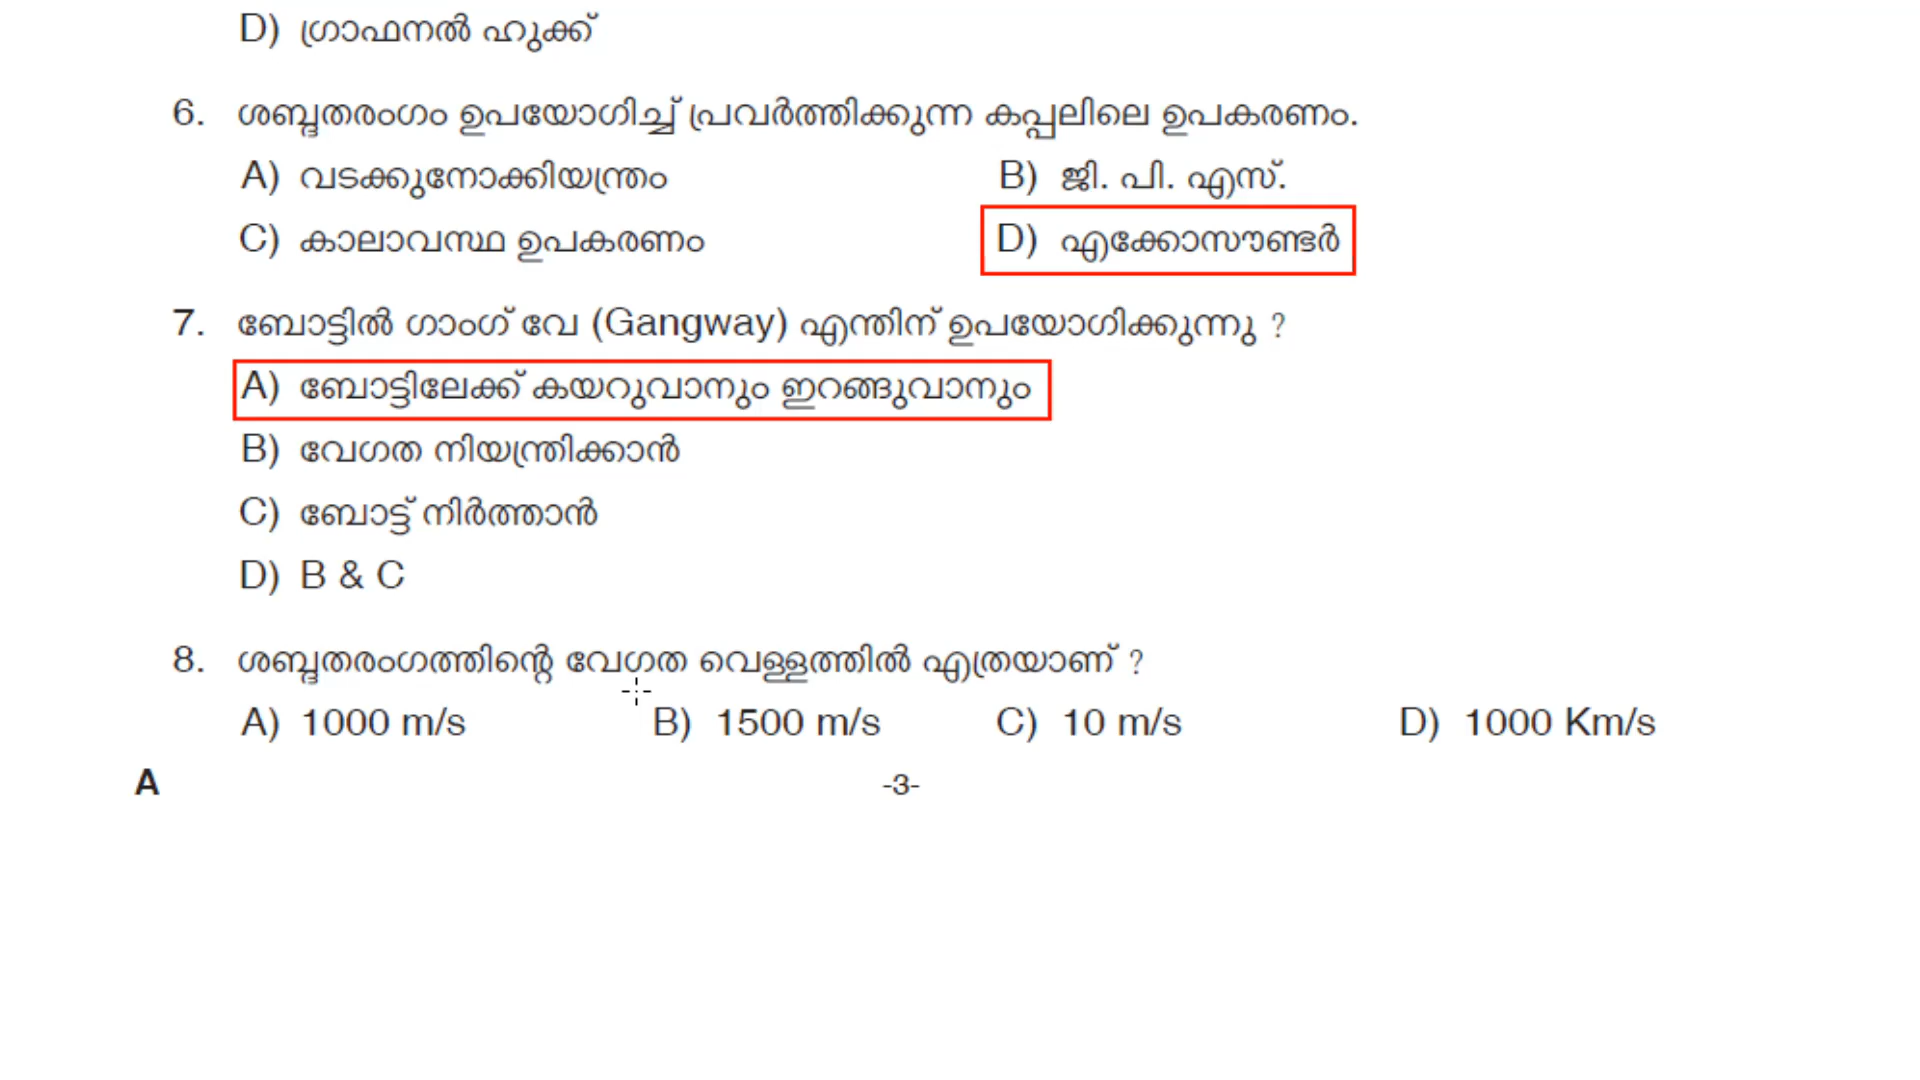 D) ഗ്രാഫനൽ ഹുക്ക്
6. ശബ്ദതരംഗം ഉപയോഗിച്ച് പ്രവർത്തിക്കുന്ന കപ്പലിലെ ഉപകരണം.
A) വടക്കുനോക്കിയന്ത്രം B) ജി. പി. എസ്.
C) കാലാവസ്ഥ ഉപകരണം D) എക്കോസൗണ്ടർ
7. ബോട്ടിൽ ഗാംഗ് വേ (Gangway) എന്തിന് ഉപയോഗിക്കുന്നു ?
A) ബോട്ടിലേക്ക് കയറുവാനും ഇറങ്ങുവാനും
B) വേഗത നിയന്ത്രിക്കാൻ
C) ബോട്ട് നിർത്താൻ
D) B & C
8. ശബ്ദതരംഗത്തിന്റെ വേഗത വെള്ളത്തിൽ എത്രയാണ് ?
A) 1000 m/s B) 1500 m/s C) 10 m/s D) 1000 Km/s
A -3-